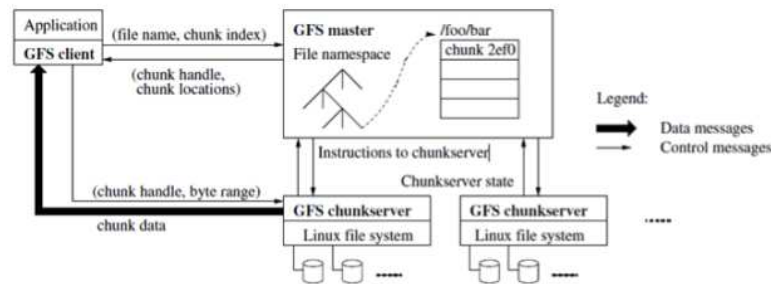 Application
GFS client
(file name, chunk index)
(chunk handle,
chunk locations)
GFS master
File namespace
/foo/bar
chunk 2ef0
Legend:
Data messages
Control messages
Instructions to chunkserver
Chunkserver state
(chunk handle, byte range)
chunk data
GFS chunkserver
Linux file system
GFS chunkserver
Linux file system